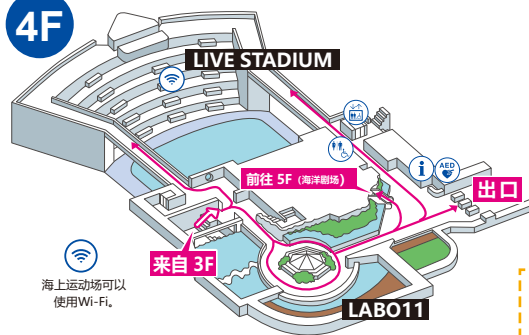 4F
LIVE STADIUM
前往 5F（海洋剧场）
i
AED
出口
来自 3F
海上运动场可以
使用Wi-Fi。
LABO11